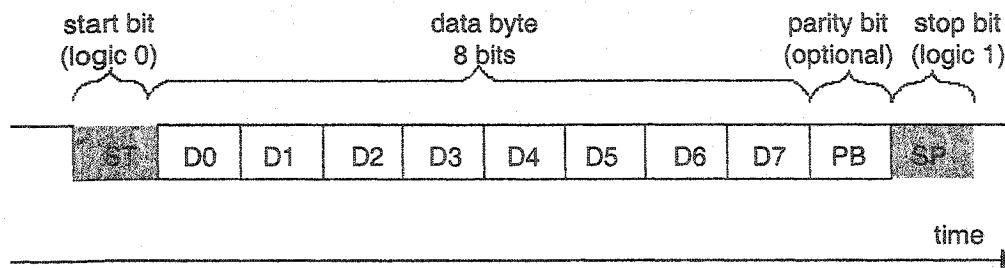 start bit
(logic 0)
data byte
8 bits
parity bit
(optional)
stop bit
(logic 1)
ST D0 D1 D2 D3 D4 D5 D6 D7 PB SP
time